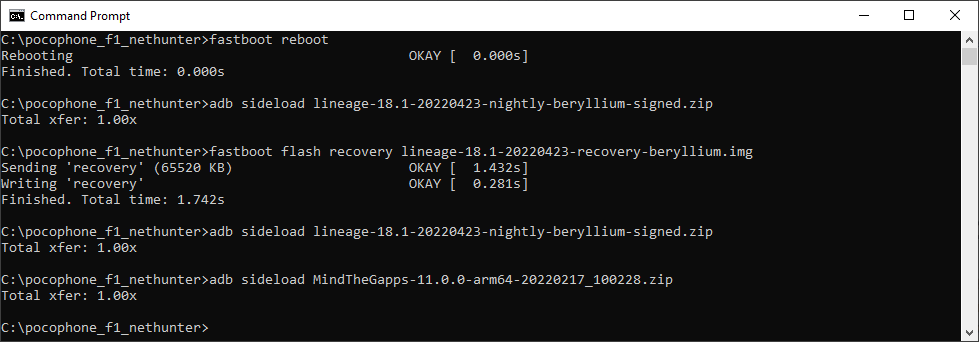 Command Prompt
C:\pocophone_f1_nethunter>fastboot reboot
Rebooting                                          OKAY [  0.000s]
Finished. Total time: 0.000s
C:\pocophone_f1_nethunter>adb sideload lineage-18.1-20220423-nightly-beryllium-signed.zip
Total xfer: 1.00x
C:\pocophone_f1_nethunter>fastboot flash recovery lineage-18.1-20220423-recovery-beryllium.img
Sending 'recovery' (65520 KB)                      OKAY [  1.432s]
Writing 'recovery'                                 OKAY [  0.281s]
Finished. Total time: 1.742s
C:\pocophone_f1_nethunter>adb sideload lineage-18.1-20220423-nightly-beryllium-signed.zip
Total xfer: 1.00x
C:\pocophone_f1_nethunter>adb sideload MindTheGapps-11.0.0-arm64-20220217_100228.zip
Total xfer: 1.00x
C:\pocophone_f1_nethunter>